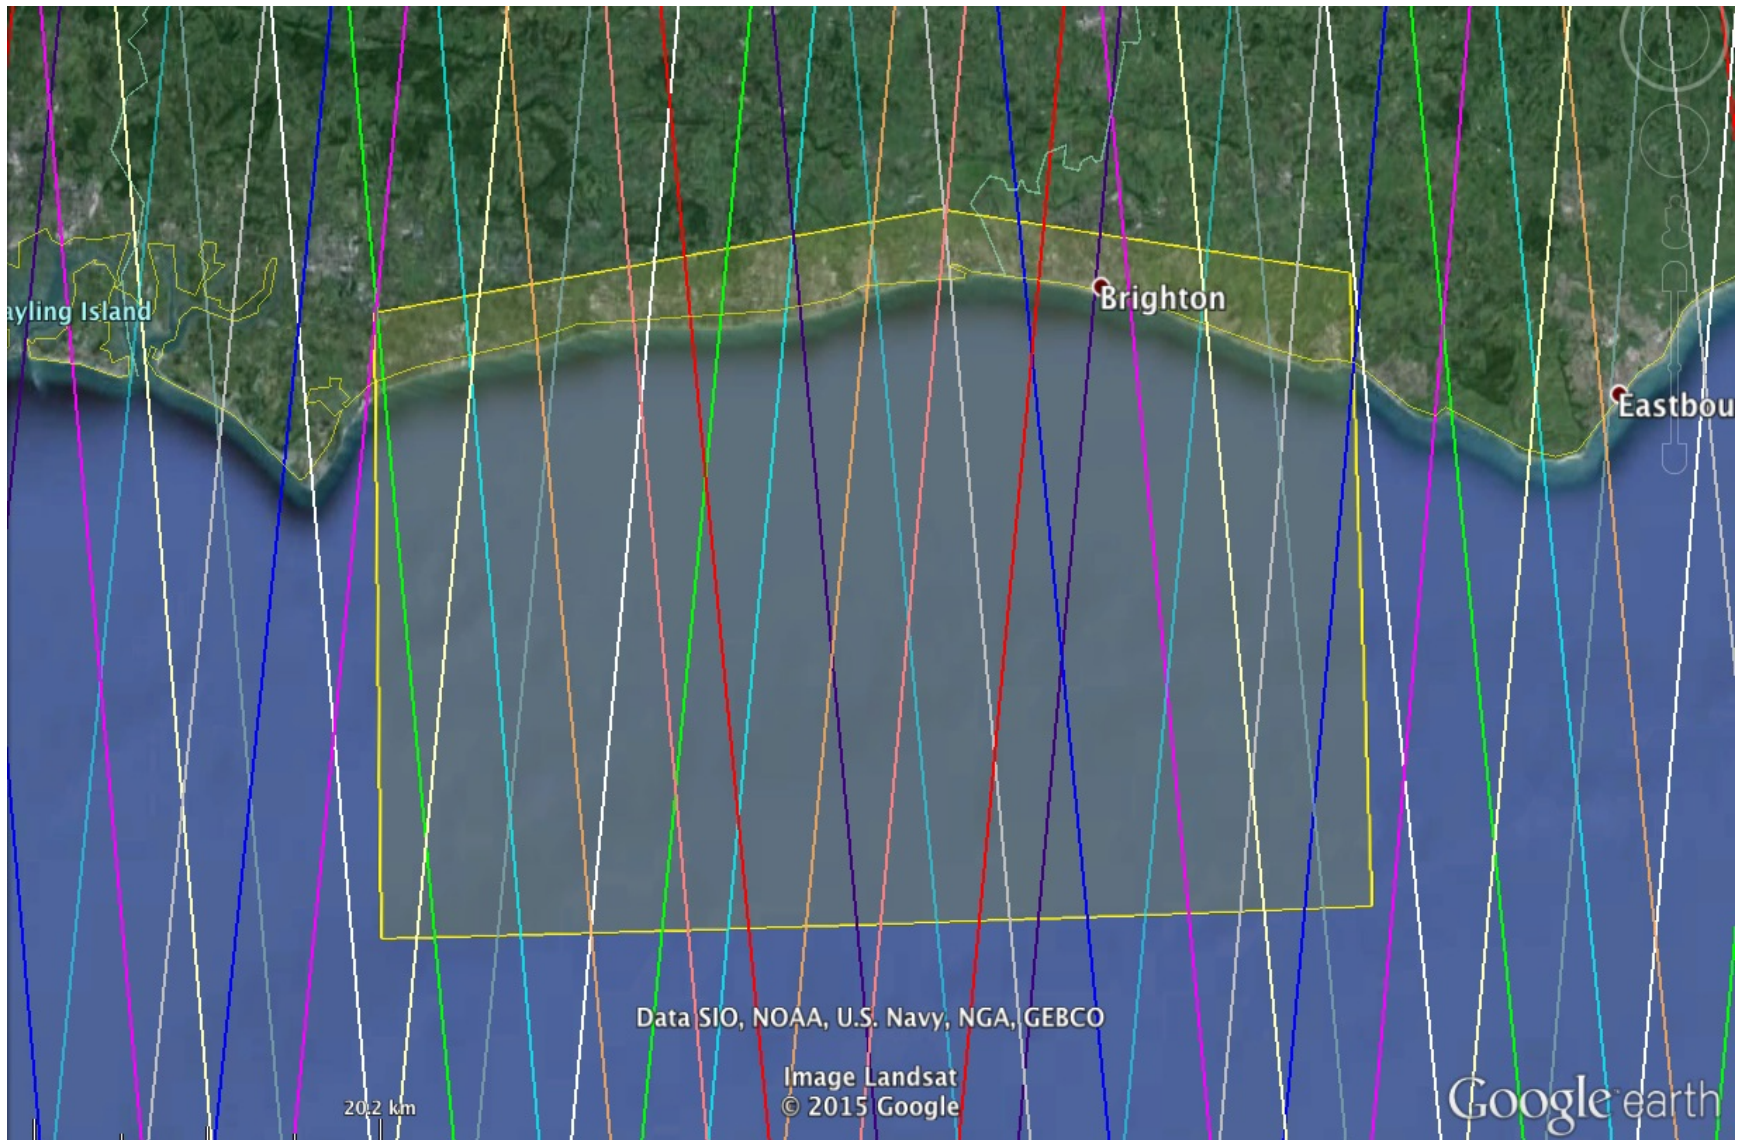 ayling Island
Brighton
Eastbou
Data SIO, NOAA, U.S. Navy, NGA, GEBCO
Image Landsat
© 2015 Google
20.2 km
Google earth